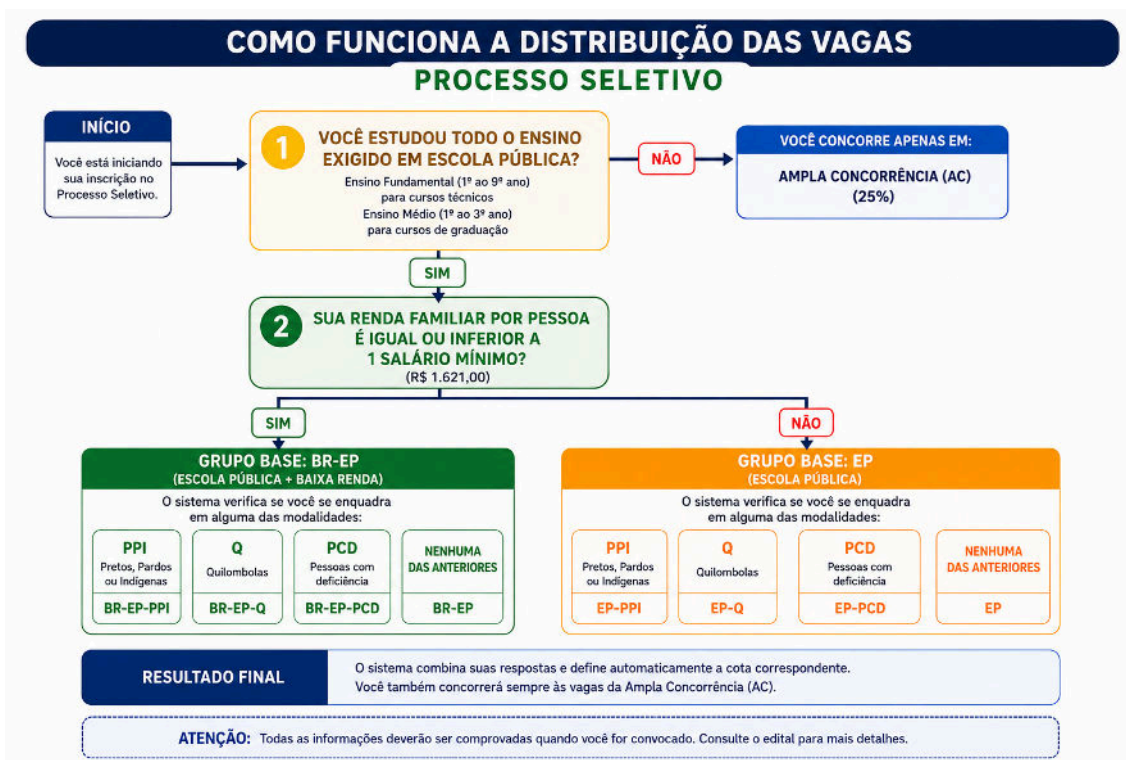 COMO FUNCIONA A DISTRIBUIÇÃO DAS VAGAS
PROCESSO SELETIVO
INÍCIO
Você está iniciando
sua inscrição no
Processo Seletivo.
1
VOCÊ ESTUDOU TODO O ENSINO
EXIGIDO EM ESCOLA PÚBLICA?
Ensino Fundamental (1º ao 9º ano)
para cursos técnicos
Ensino Médio (1º ao 3º ano)
para cursos de graduação
NÃO
VOCÊ CONCORRE APENAS EM:
AMPLA CONCORRÊNCIA (AC)
(25%)
SIM
2
SUA RENDA FAMILIAR POR PESSOA
É IGUAL OU INFERIOR A
1 SALÁRIO MÍNIMO?
(R$ 1.621,00)
SIM
NÃO
GRUPO BASE: BR-EP
(ESCOLA PÚBLICA + BAIXA RENDA)
O sistema verifica se você se enquadra
em alguma das modalidades:
PPI
Pretos, Pardos
ou Indígenas
BR-EP-PPI
Q
Quilombolas
BR-EP-Q
PCD
Pessoas com
deficiência
BR-EP-PCD
NENHUMA
DAS ANTERIORES
BR-EP
GRUPO BASE: EP
(ESCOLA PÚBLICA)
O sistema verifica se você se enquadra
em alguma das modalidades:
PPI
Pretos, Pardos
ou Indígenas
EP-PPI
Q
Quilombolas
EP-Q
PCD
Pessoas com
deficiência
EP-PCD
NENHUMA
DAS ANTERIORES
EP
RESULTADO FINAL
O sistema combina suas respostas e define automaticamente a cota correspondente.
Você também concorrerá sempre às vagas da Ampla Concorrência (AC).
ATENÇÃO: Todas as informações deverão ser comprovadas quando você for convocado. Consulte o edital para mais detalhes.